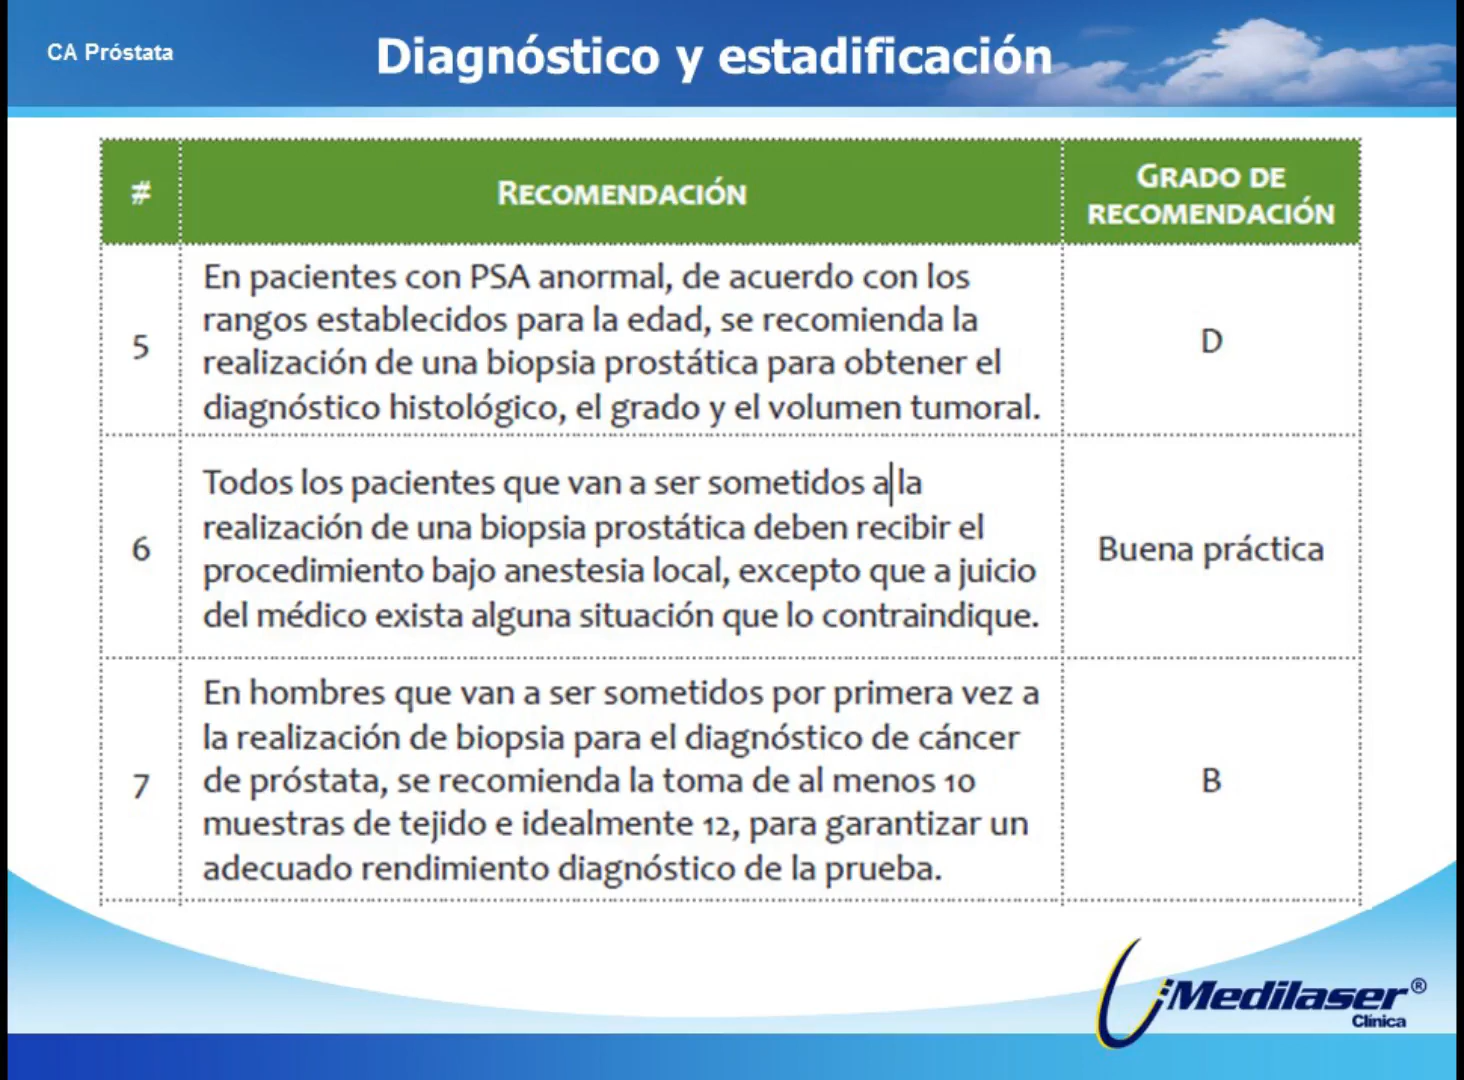 CA Próstata
Diagnóstico y estadificación
#
RECOMENDACIÓN
GRADO DE
RECOMENDACIÓN
5
En pacientes con PSA anormal, de acuerdo con los
rangos establecidos para la edad, se recomienda la
realización de una biopsia prostática para obtener el
diagnóstico histológico, el grado y el volumen tumoral.
D
6
Todos los pacientes que van a ser sometidos a la
realización de una biopsia prostática deben recibir el
procedimiento bajo anestesia local, excepto que a juicio
del médico exista alguna situación que lo contraindique.
Buena práctica
7
En hombres que van a ser sometidos por primera vez a
la realización de biopsia para el diagnóstico de cáncer
de próstata, se recomienda la toma de al menos 10
muestras de tejido e idealmente 12, para garantizar un
adecuado rendimiento diagnóstico de la prueba.
B
Medilaser®
Clínica